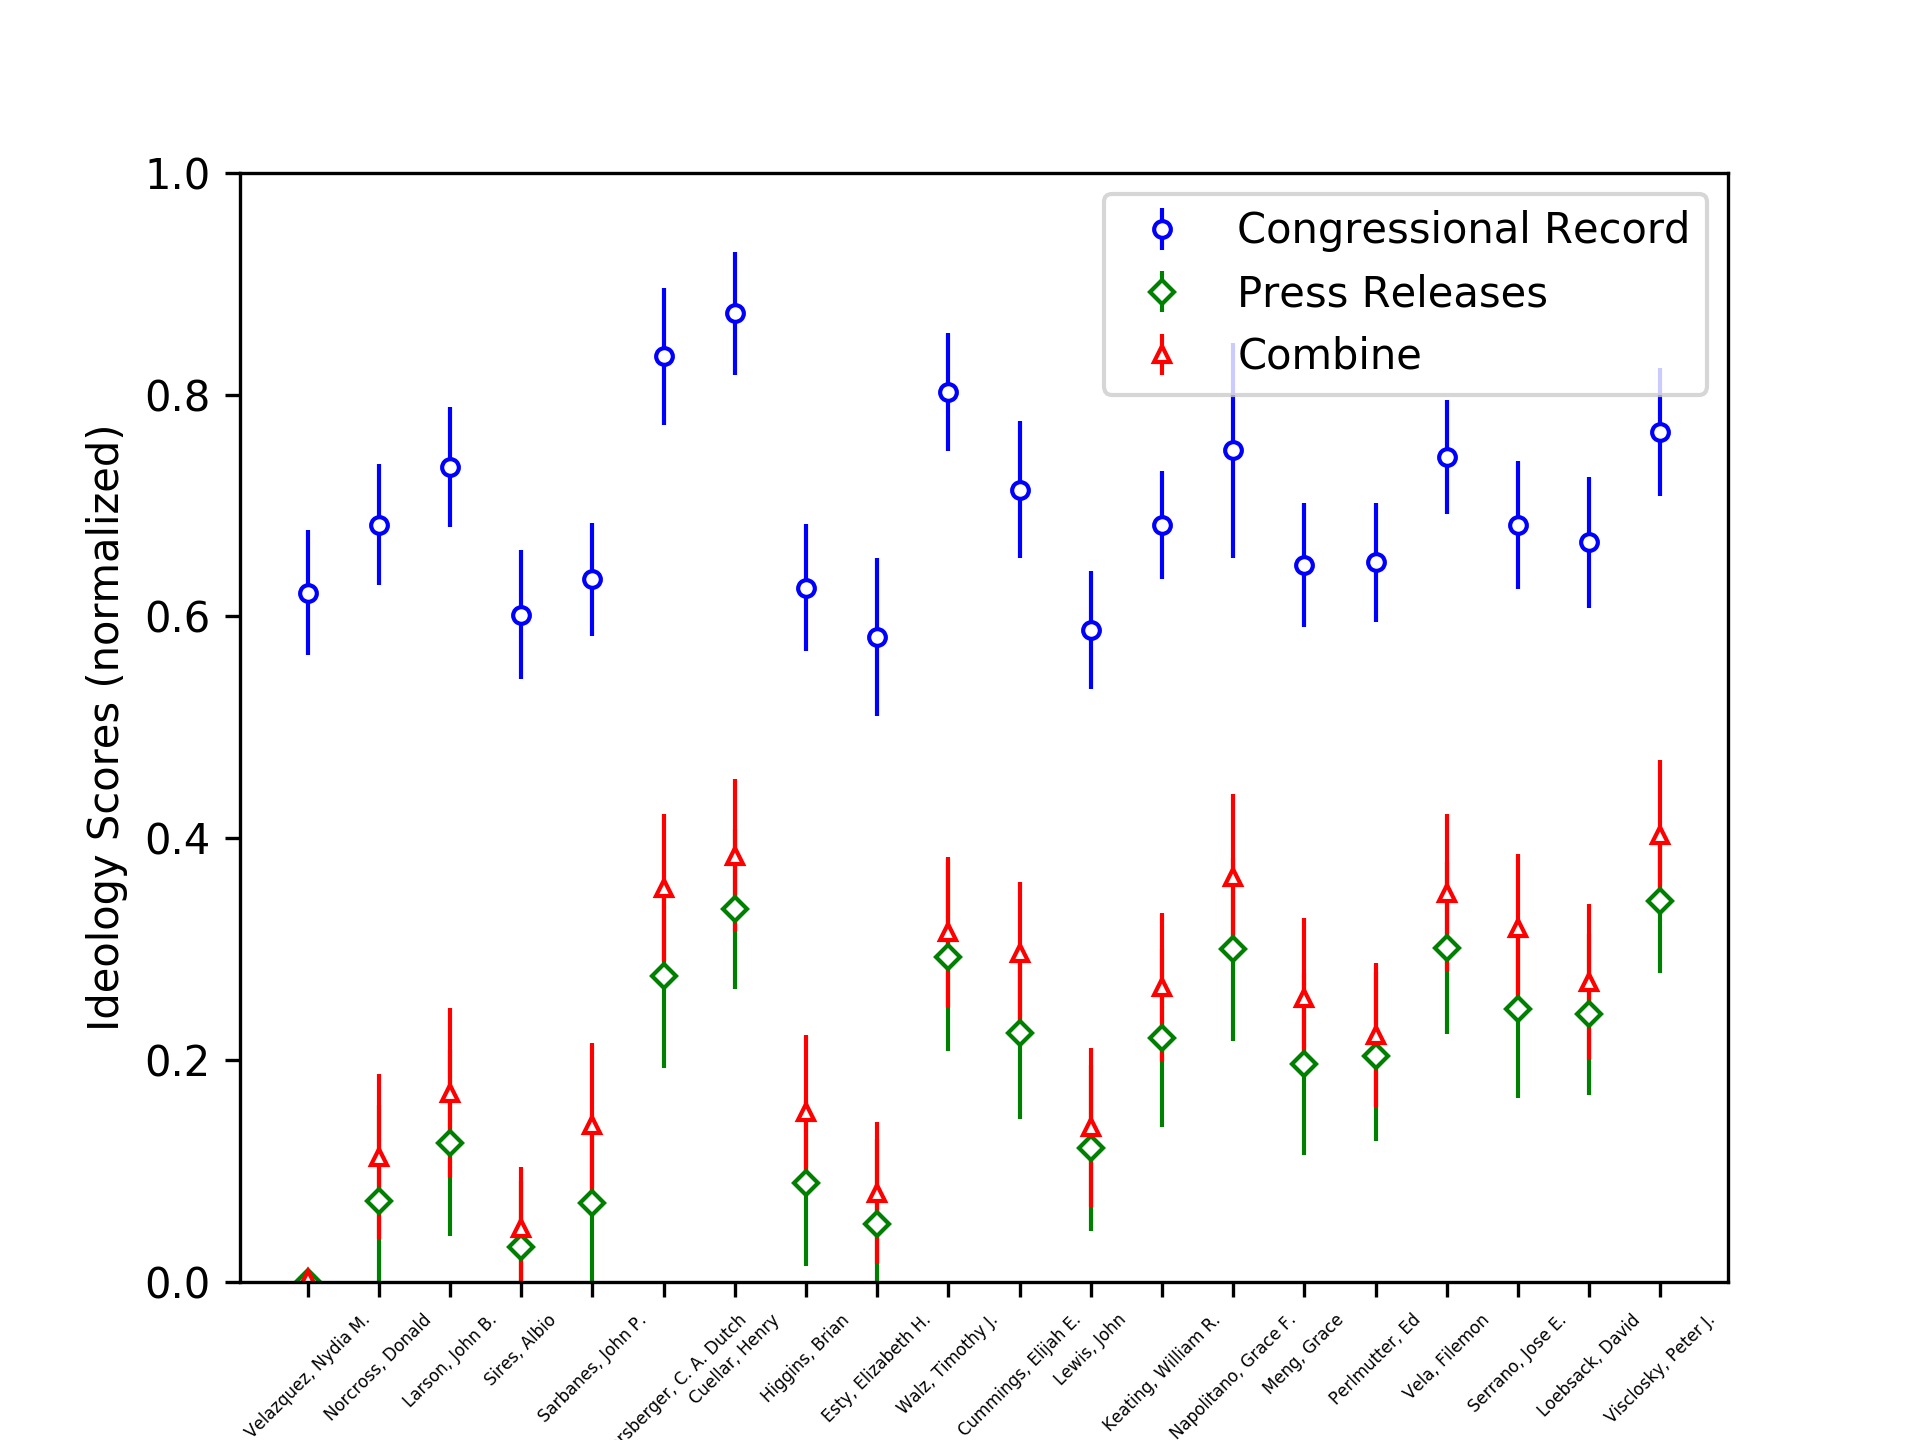 Congressional Record
Press Releases
Combine
Ideology Scores (normalized)
1.0
0.8
0.6
0.4
0.2
0.0
Velazquez, Nydia M.
Norcross, Donald
Larson, John B.
Sires, Albio
Sarbanes, John P.
rsberger, C. A. Dutch
Cuellar, Henry
Higgins, Brian
Esty, Elizabeth H.
Walz, Timothy J.
Cummings, Elijah E.
Lewis, John
Keating, William R.
Napolitano, Grace F.
Meng, Grace
Perlmutter, Ed
Vela, Filemon
Serrano, Jose E.
Loebsack, David
Visclosky, Peter J.